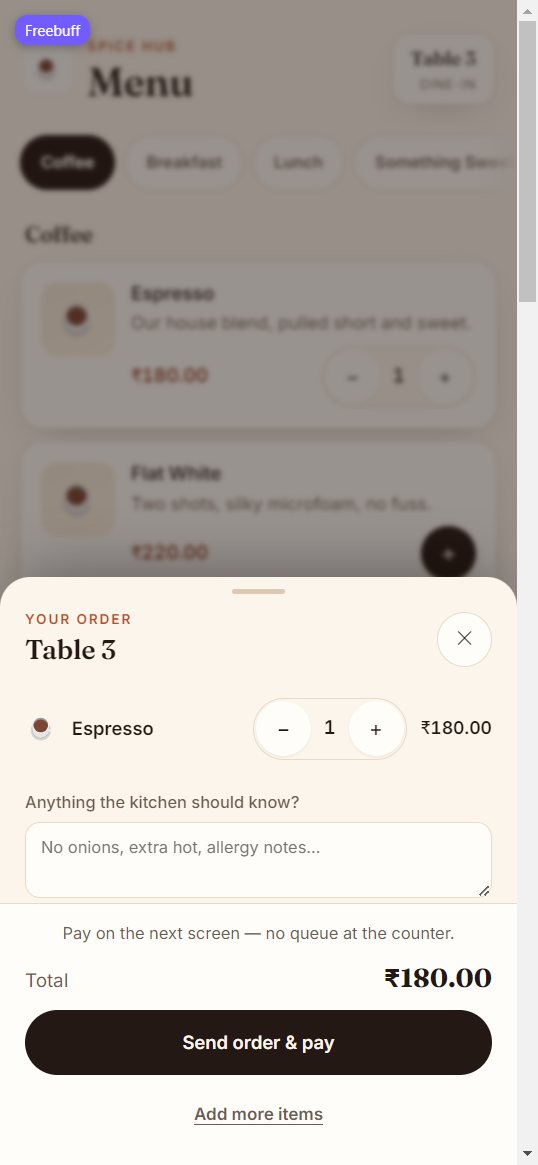 Freebuff
SPICE HUB
Menu
Table 3
DINE-IN
Coffee
Breakfast
Lunch
Something Sweet
Coffee
Espresso
Our house blend, pulled short and sweet.
₹180.00
− 1 +
Flat White
Two shots, silky microfoam, no fuss.
₹220.00
+
YOUR ORDER
Table 3
Espresso
− 1 +
₹180.00
Anything the kitchen should know?
No onions, extra hot, allergy notes...
Pay on the next screen — no queue at the counter.
Total
₹180.00
Send order & pay
Add more items